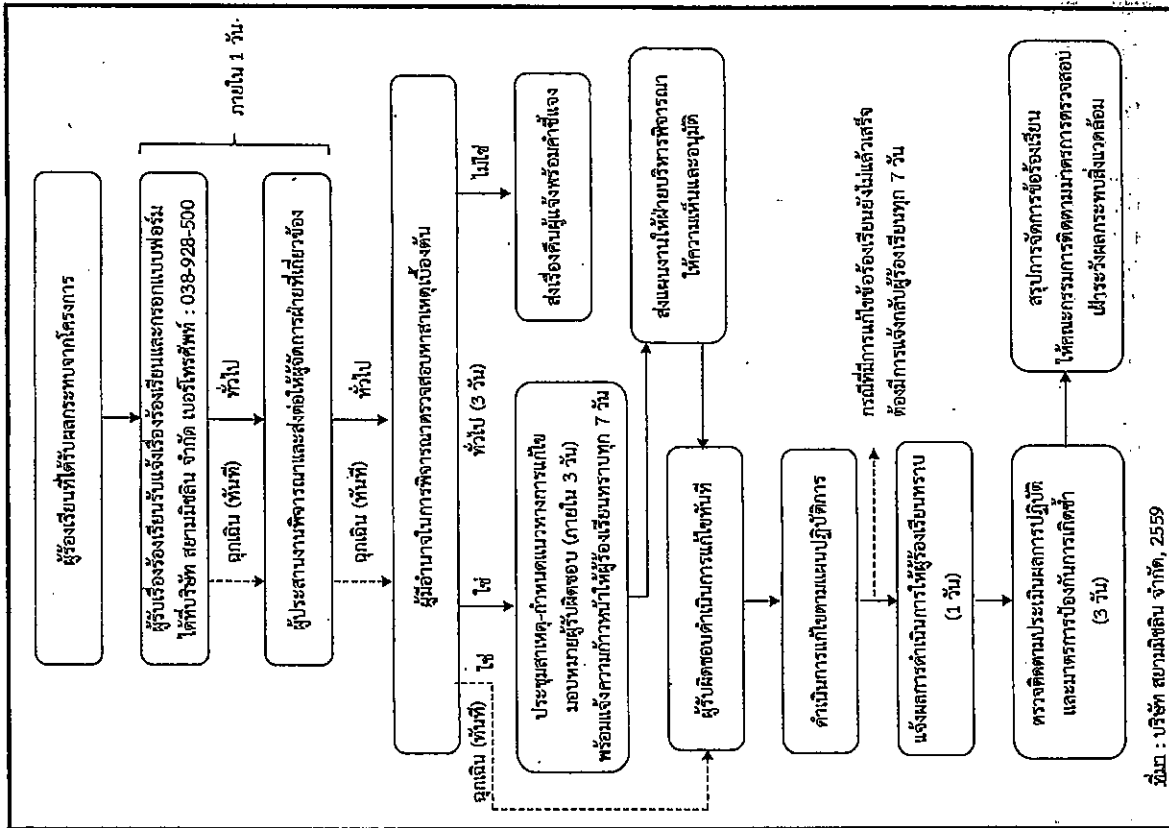 ผู้ร้องเรียนที่ได้รับผลกระทบจากโครงการ
ผู้รับเรื่องร้องเรียนรับแจ้งเรื่องร้องเรียนและกรอกแบบฟอร์ม
ได้ที่บริษัท สยามมิชลิน จำกัด เบอร์โทรศัพท์ : 038-928-500
ภายใน 1 วัน
ฉุกเฉิน (ทันที)
ทั่วไป
ผู้ประสานงานพิจารณาและส่งต่อให้ผู้จัดการฝ่ายที่เกี่ยวข้อง
ฉุกเฉิน (ทันที)
ทั่วไป
ผู้มีอำนาจในการพิจารณาตรวจสอบหาสาเหตุเบื้องต้น
ฉุกเฉิน (ทันที)
ใช่
ใช่
ทั่วไป (3 วัน)
ไม่ใช่
ประชุมสาเหตุ-กำหนดแนวทางการแก้ไข
มอบหมายผู้รับผิดชอบ (ภายใน 3 วัน)
พร้อมแจ้งความก้าวหน้าให้ผู้ร้องเรียนทราบทุก 7 วัน
ส่งเรื่องคืนผู้แจ้งพร้อมคำชี้แจง
ส่งแผนงานให้ฝ่ายบริหารพิจารณา
ให้ความเห็นและอนุมัติ
ผู้รับผิดชอบดำเนินการแก้ไขทันที
ดำเนินการแก้ไขตามแผนปฏิบัติการ
กรณีที่มีการแก้ไขข้อร้องเรียนยังไม่แล้วเสร็จ
ต้องมีการแจ้งกลับผู้ร้องเรียนทุก 7 วัน
แจ้งผลการดำเนินการให้ผู้ร้องเรียนทราบ
(1 วัน)
ตรวจติดตามประเมินผลการปฏิบัติ
และมาตรการป้องกันการเกิดซ้ำ
(3 วัน)
สรุปการจัดการข้อร้องเรียน
ให้คณะกรรมการติดตามมาตรการตรวจสอบ
เฝ้าระวังผลกระทบสิ่งแวดล้อม
ที่มา : บริษัท สยามมิชลิน จำกัด, 2559